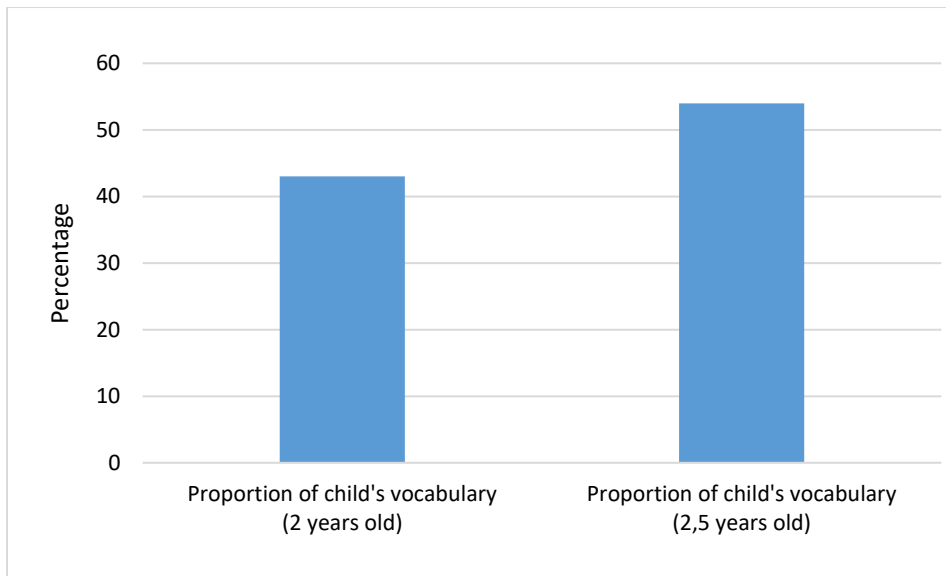 60
50
40
30
20
10
0
Percentage
Proportion of child's vocabulary
(2 years old)
Proportion of child's vocabulary
(2,5 years old)